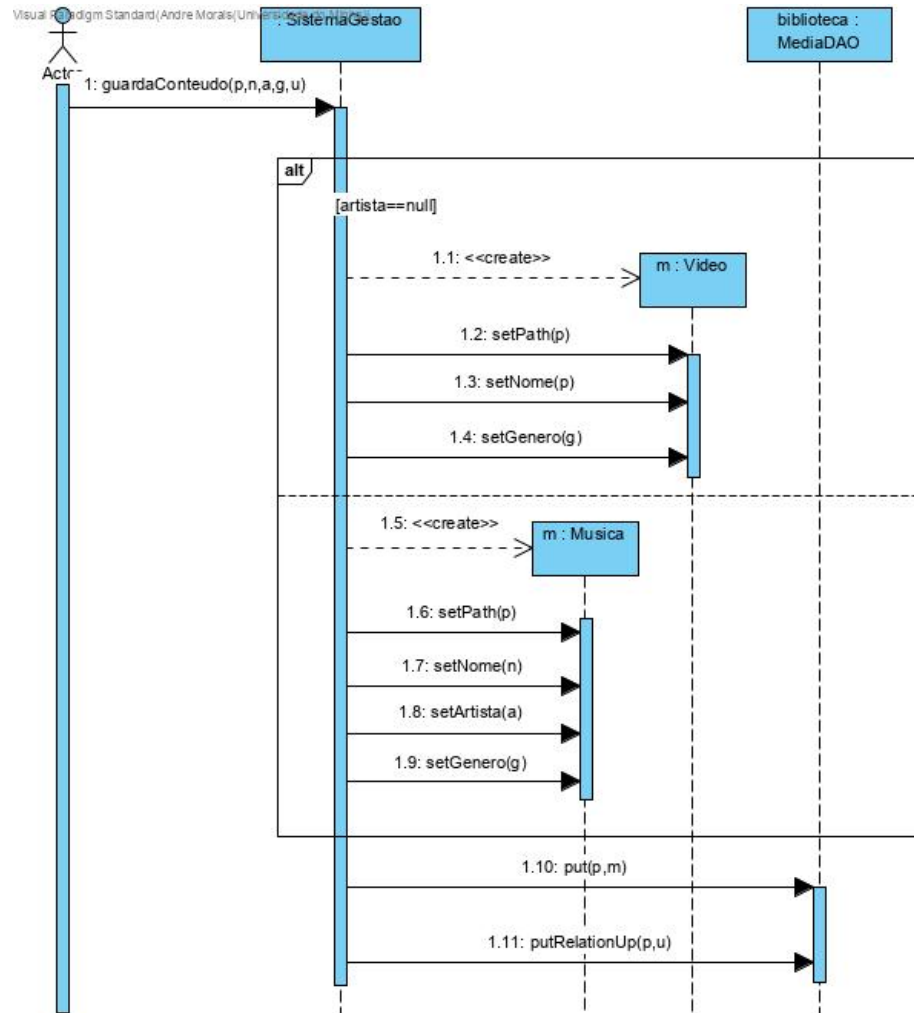 Visual Paradigm Standard(Andre Morais(Universidade do Minho))
: SistemaGestao
biblioteca :
MediaDAO
1: guardaConteudo(p,n,a,g,u)
alt
[artista==null]
1.1: <<create>>
m : Video
1.2: setPath(p)
1.3: setNome(p)
1.4: setGenero(g)
1.5: <<create>>
m : Musica
1.6: setPath(p)
1.7: setNome(n)
1.8: setArtista(a)
1.9: setGenero(g)
1.10: put(p,m)
1.11: putRelationUp(p,u)